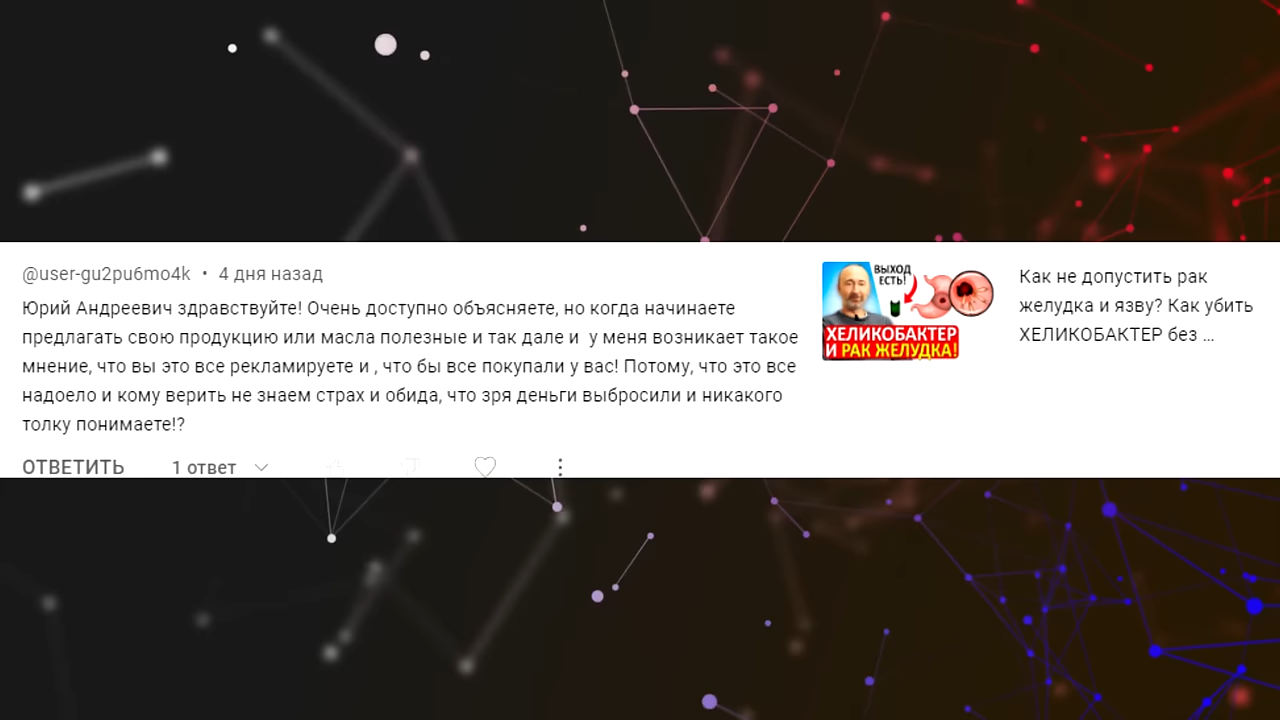 @user-gu2pu6mo4k • 4 дня назад
Юрий Андреевич здравствуйте! Очень доступно объясняете, но когда начинаете
предлагать свою продукцию или масла полезные и так дале и  у меня возникает такое
мнение, что вы это все рекламируете и , что бы все покупали у вас! Потому, что это все
надоело и кому верить не знаем страх и обида, что зря деньги выбросили и никакого
толку понимаете!?
ОТВЕТИТЬ 1 ответ
ВЫХОД
ЕСТЬ!
ХЕЛИКОБАКТЕР
И РАК ЖЕЛУДКА!
Как не допустить рак
желудка и язву? Как убить
ХЕЛИКОБАКТЕР без ...